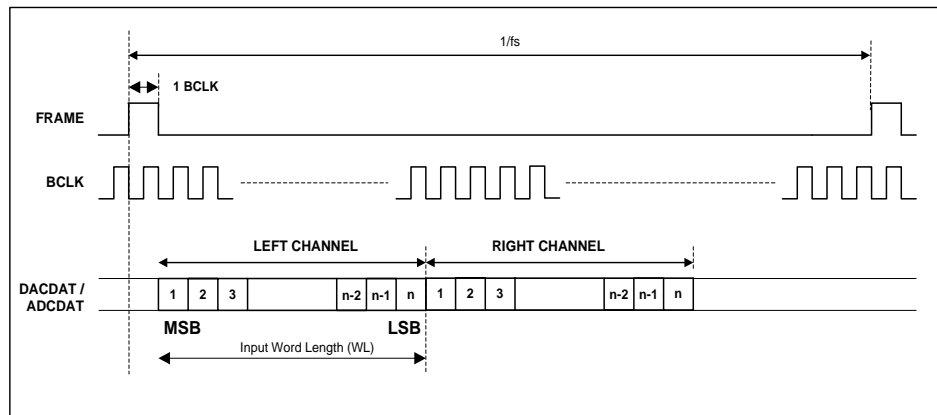 1/fs
1 BCLK
FRAME
BCLK
LEFT CHANNEL
RIGHT CHANNEL
DACDAT /
ADCDAT
1 2 3 n-2 n-1 n 1 2 3 n-2 n-1 n
MSB LSB
Input Word Length (WL)